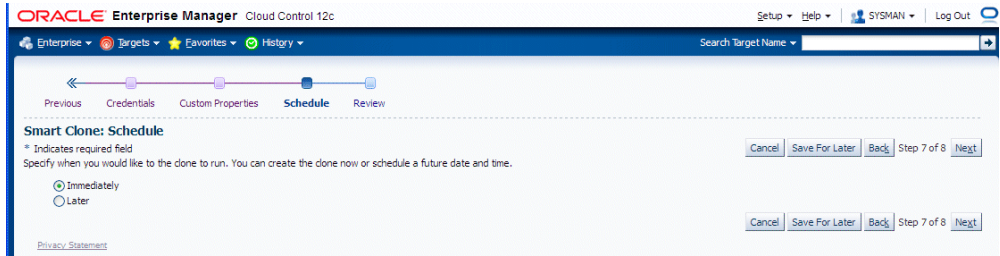 ORACLE Enterprise Manager Cloud Control 12c
Setup Help SYSMAN Log Out
Enterprise Targets Favorites History
Search Target Name
Previous Credentials Custom Properties Schedule Review
Smart Clone: Schedule
* Indicates required field
Cancel Save For Later Back Step 7 of 8 Next
Specify when you would like to the clone to run. You can create the clone now or schedule a future date and time.
Immediately
Later
Cancel Save For Later Back Step 7 of 8 Next
Privacy Statement